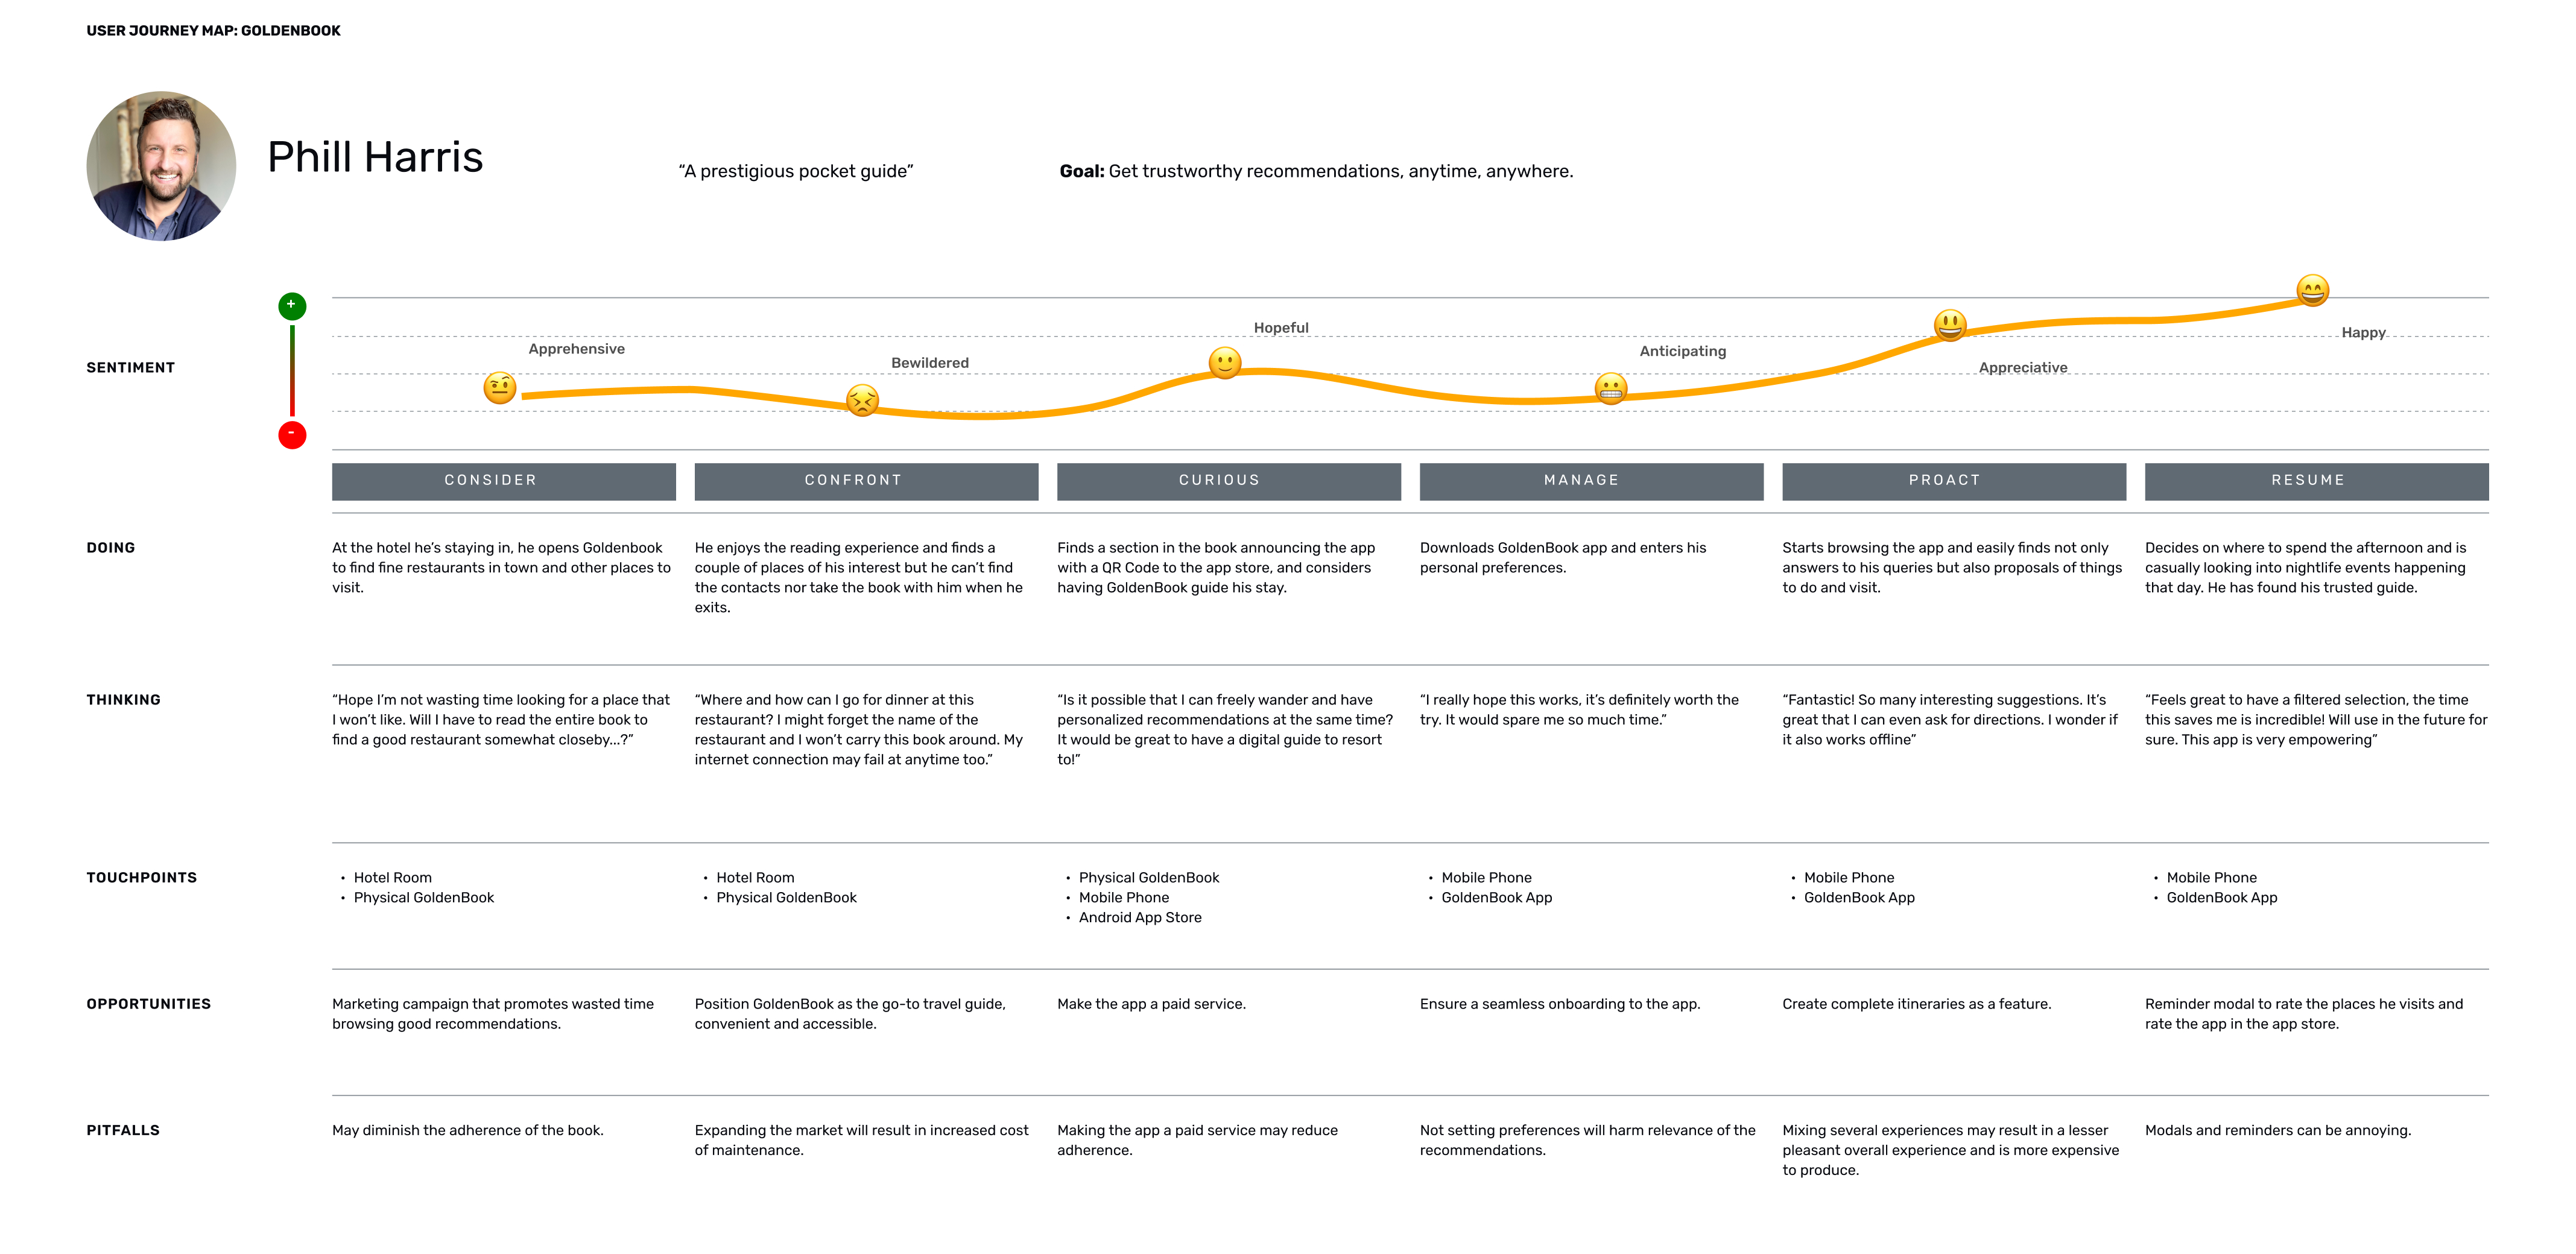 USER JOURNEY MAP: GOLDENBOOK
Phill Harris
“A prestigious pocket guide”
Goal: Get trustworthy recommendations, anytime, anywhere.
SENTIMENT
+
-
Apprehensive
Bewildered
Hopeful
Anticipating
Appreciative
Happy
CONSIDER
CONFRONT
CURIOUS
MANAGE
PROACT
RESUME
DOING
At the hotel he’s staying in, he opens Goldenbook
to find fine restaurants in town and other places to
visit.
He enjoys the reading experience and finds a
couple of places of his interest but he can’t find
the contacts nor take the book with him when he
exits.
Finds a section in the book announcing the app
with a QR Code to the app store, and considers
having GoldenBook guide his stay.
Downloads GoldenBook app and enters his
personal preferences.
Starts browsing the app and easily finds not only
answers to his queries but also proposals of things
to do and visit.
Decides on where to spend the afternoon and is
casually looking into nightlife events happening
that day. He has found his trusted guide.
THINKING
“Hope I’m not wasting time looking for a place that
I won’t like. Will I have to read the entire book to
find a good restaurant somewhat closeby...?”
“Where and how can I go for dinner at this
restaurant? I might forget the name of the
restaurant and I won’t carry this book around. My
internet connection may fail at anytime too.”
“Is it possible that I can freely wander and have
personalized recommendations at the same time?
It would be great to have a digital guide to resort
to!”
“I really hope this works, it’s definitely worth the
try. It would spare me so much time.”
“Fantastic! So many interesting suggestions. It’s
great that I can even ask for directions. I wonder if
it also works offline”
“Feels great to have a filtered selection, the time
this saves me is incredible! Will use in the future for
sure. This app is very empowering”
TOUCHPOINTS
• Hotel Room
• Physical GoldenBook
• Hotel Room
• Physical GoldenBook
• Physical GoldenBook
• Mobile Phone
• Android App Store
• Mobile Phone
• GoldenBook App
• Mobile Phone
• GoldenBook App
• Mobile Phone
• GoldenBook App
OPPORTUNITIES
Marketing campaign that promotes wasted time
browsing good recommendations.
Position GoldenBook as the go-to travel guide,
convenient and accessible.
Make the app a paid service.
Ensure a seamless onboarding to the app.
Create complete itineraries as a feature.
Reminder modal to rate the places he visits and
rate the app in the app store.
PITFALLS
May diminish the adherence of the book.
Expanding the market will result in increased cost
of maintenance.
Making the app a paid service may reduce
adherence.
Not setting preferences will harm relevance of the
recommendations.
Mixing several experiences may result in a lesser
pleasant overall experience and is more expensive
to produce.
Modals and reminders can be annoying.